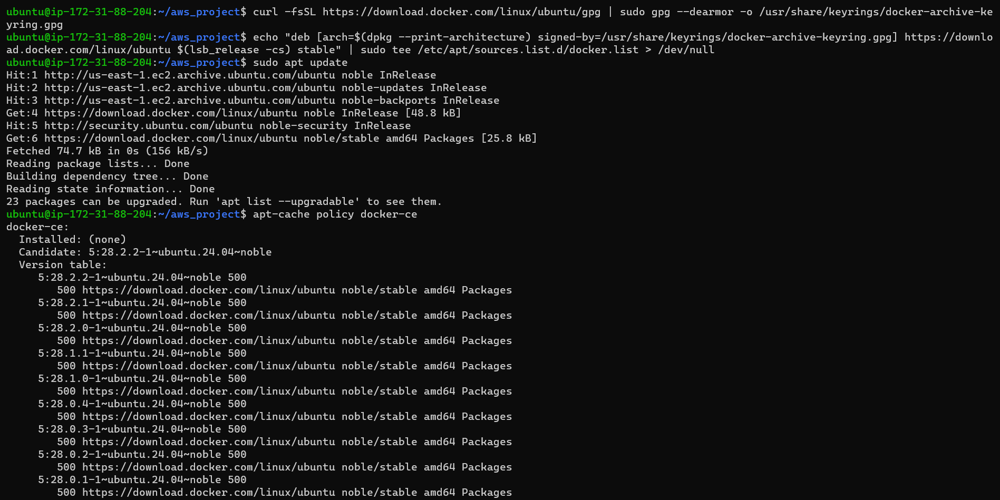 ubuntu@ip-172-31-88-204:~/aws_project$ curl -fsSL https://download.docker.com/linux/ubuntu/gpg | sudo gpg --dearmor -o /usr/share/keyrings/docker-archive-ke
yring.gpg
ubuntu@ip-172-31-88-204:~/aws_project$ echo "deb [arch=$(dpkg --print-architecture) signed-by=/usr/share/keyrings/docker-archive-keyring.gpg] https://downlo
ad.docker.com/linux/ubuntu $(lsb_release -cs) stable" | sudo tee /etc/apt/sources.list.d/docker.list > /dev/null
ubuntu@ip-172-31-88-204:~/aws_project$ sudo apt update
Hit:1 http://us-east-1.ec2.archive.ubuntu.com/ubuntu noble InRelease
Hit:2 http://us-east-1.ec2.archive.ubuntu.com/ubuntu noble-updates InRelease
Hit:3 http://us-east-1.ec2.archive.ubuntu.com/ubuntu noble-backports InRelease
Get:4 https://download.docker.com/linux/ubuntu noble InRelease [48.8 kB]
Hit:5 http://security.ubuntu.com/ubuntu noble-security InRelease
Get:6 https://download.docker.com/linux/ubuntu noble/stable amd64 Packages [25.8 kB]
Fetched 74.7 kB in 0s (156 kB/s)
Reading package lists... Done
Building dependency tree... Done
Reading state information... Done
23 packages can be upgraded. Run 'apt list --upgradable' to see them.
ubuntu@ip-172-31-88-204:~/aws_project$ apt-cache policy docker-ce
docker-ce:
  Installed: (none)
  Candidate: 5:28.2.2-1~ubuntu.24.04~noble
  Version table:
     5:28.2.2-1~ubuntu.24.04~noble 500
        500 https://download.docker.com/linux/ubuntu noble/stable amd64 Packages
     5:28.2.1-1~ubuntu.24.04~noble 500
        500 https://download.docker.com/linux/ubuntu noble/stable amd64 Packages
     5:28.2.0-1~ubuntu.24.04~noble 500
        500 https://download.docker.com/linux/ubuntu noble/stable amd64 Packages
     5:28.1.1-1~ubuntu.24.04~noble 500
        500 https://download.docker.com/linux/ubuntu noble/stable amd64 Packages
     5:28.1.0-1~ubuntu.24.04~noble 500
        500 https://download.docker.com/linux/ubuntu noble/stable amd64 Packages
     5:28.0.4-1~ubuntu.24.04~noble 500
        500 https://download.docker.com/linux/ubuntu noble/stable amd64 Packages
     5:28.0.3-1~ubuntu.24.04~noble 500
        500 https://download.docker.com/linux/ubuntu noble/stable amd64 Packages
     5:28.0.2-1~ubuntu.24.04~noble 500
        500 https://download.docker.com/linux/ubuntu noble/stable amd64 Packages
     5:28.0.1-1~ubuntu.24.04~noble 500
        500 https://download.docker.com/linux/ubuntu noble/stable amd64 Packages